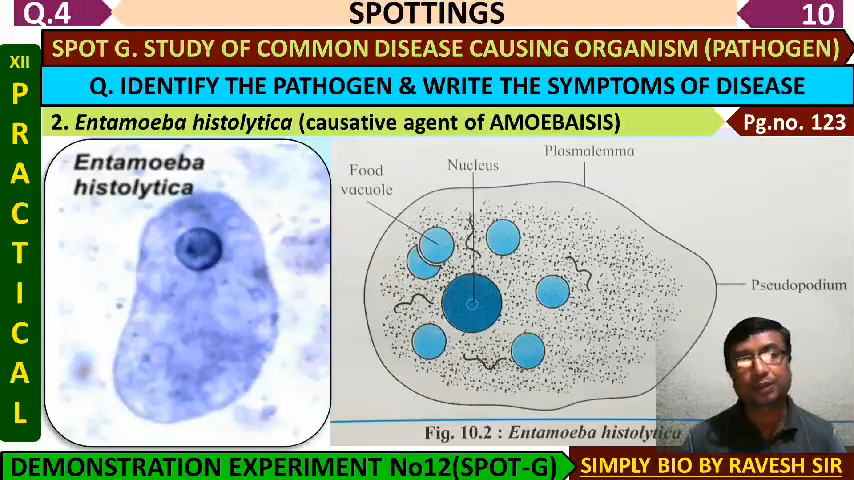 Q.4
SPOTTINGS
10
XII
PRACTICAL
SPOT G. STUDY OF COMMON DISEASE CAUSING ORGANISM (PATHOGEN)
Q. IDENTIFY THE PATHOGEN & WRITE THE SYMPTOMS OF DISEASE
2. Entamoeba histolytica (causative agent of AMOEBAISIS)
Pg.no. 123
Entamoeba
histolytica
Food
vacuole
Nucleus
Plasmalemma
Pseudopodium
Fig. 10.2 : Entamoeba histolytica
DEMONSTRATION EXPERIMENT No12(SPOT-G)
SIMPLY BIO BY RAVESH SIR